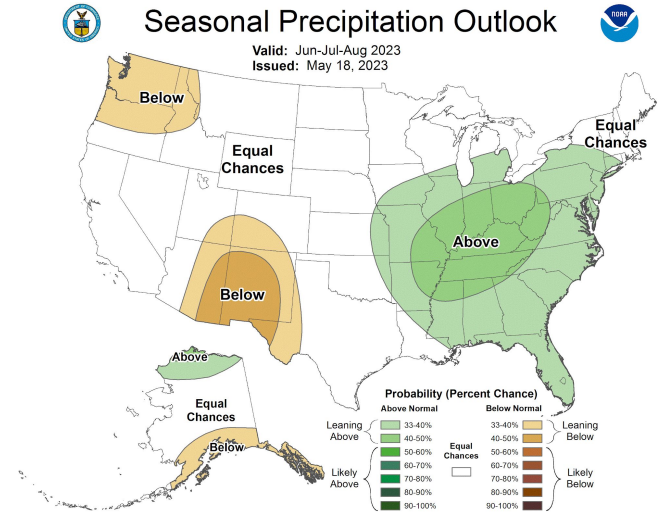 Seasonal Precipitation Outlook
NOAA
Valid: Jun-Jul-Aug 2023
Issued: May 18, 2023
Below
Equal
Chances
Equal
Chances
Above
Below
Above
Equal
Chances
Below
Probability (Percent Chance)
Above Normal
Below Normal
Leaning
Above
33-40%
40-50%
Likely
Above
50-60%
60-70%
70-80%
80-90%
90-100%
Equal
Chances
33-40%
40-50%
Leaning
Below
50-60%
60-70%
70-80%
80-90%
90-100%
Likely
Below